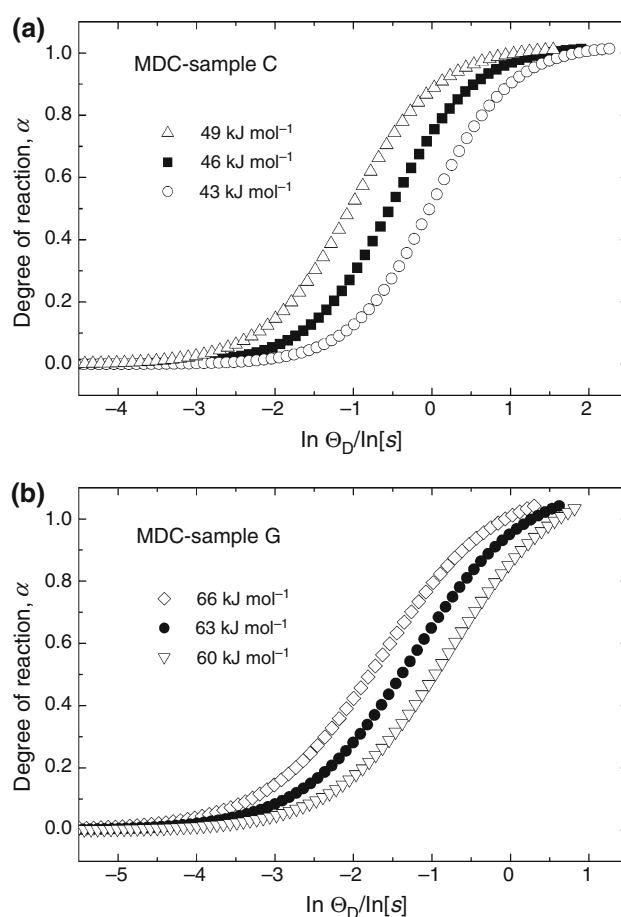 (a)
MDC-sample C
49 kJ mol⁻¹
46 kJ mol⁻¹
43 kJ mol⁻¹
Degree of reaction, α
1.0
0.8
0.6
0.4
0.2
0.0
−4 −3 −2 −1 0 1 2
ln Θ_D/ln[s]
(b)
MDC-sample G
66 kJ mol⁻¹
63 kJ mol⁻¹
60 kJ mol⁻¹
Degree of reaction, α
1.0
0.8
0.6
0.4
0.2
0.0
−5 −4 −3 −2 −1 0 1
ln Θ_D/ln[s]